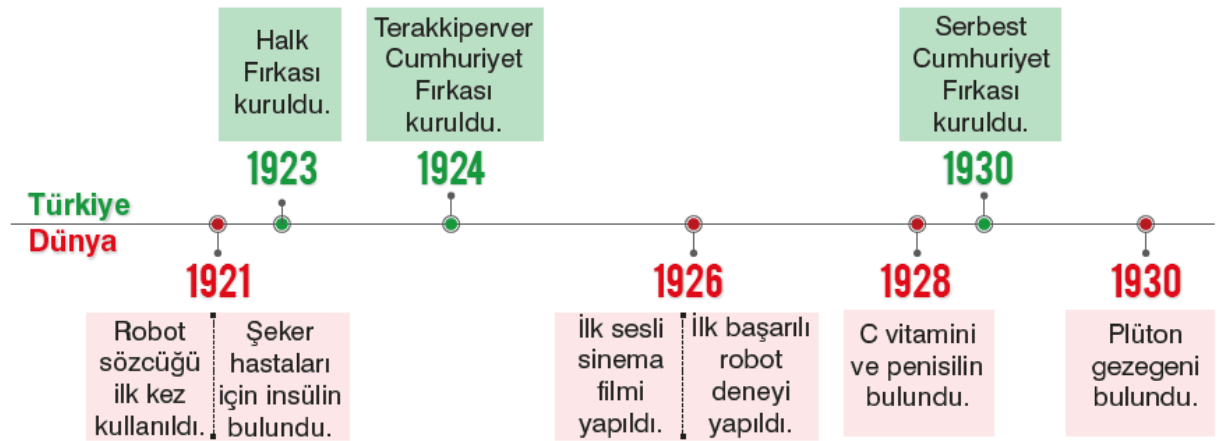 Halk
Fırkası
kuruldu.
1923
Terakkiperver
Cumhuriyet
Fırkası
kuruldu.
1924
Serbest
Cumhuriyet
Fırkası
kuruldu.
1930
Türkiye
Dünya
1921
Robot
sözcüğü
ilk kez
kullanıldı.
Şeker
hastaları
için insülin
bulundu.
1926
İlk sesli
sinema
filmi
yapıldı.
İlk başarılı
robot
deneyi
yapıldı.
1928
C vitamini
ve penisilin
bulundu.
1930
Plüton
gezegeni
bulundu.